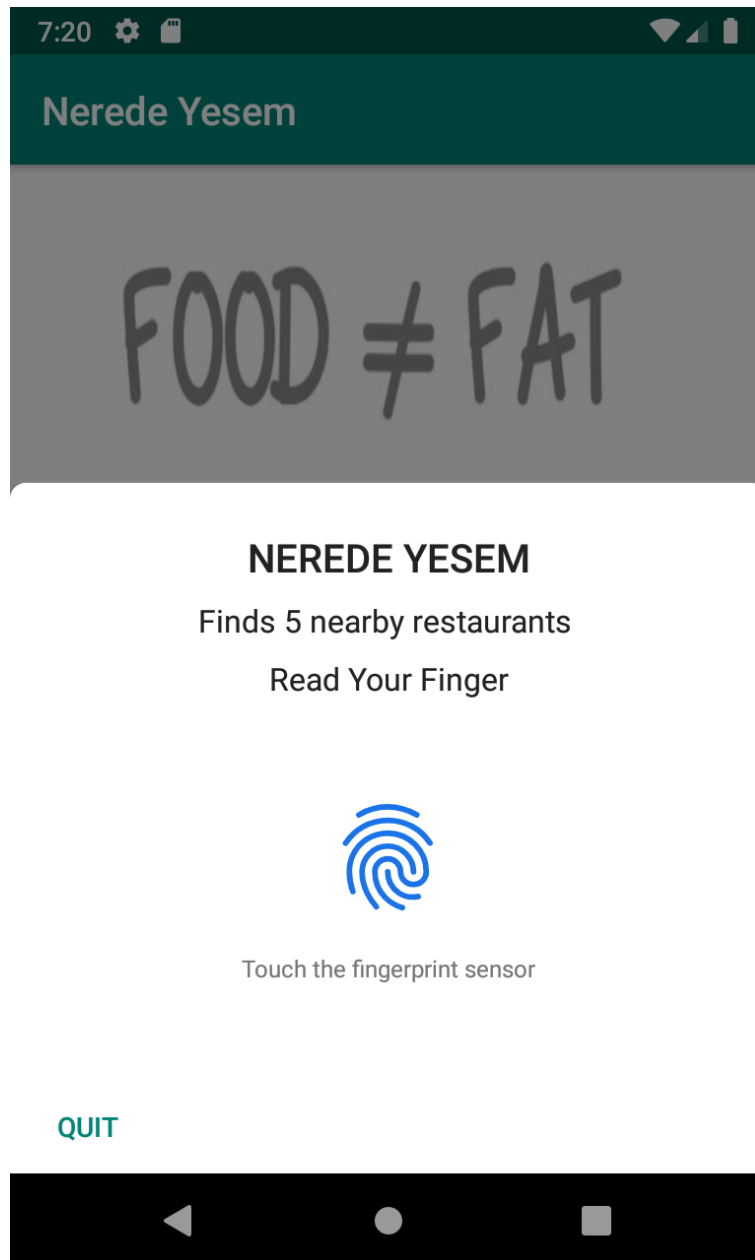 7:20
Nerede Yesem
FOOD ≠ FAT
NEREDE YESEM
Finds 5 nearby restaurants
Read Your Finger
Touch the fingerprint sensor
QUIT